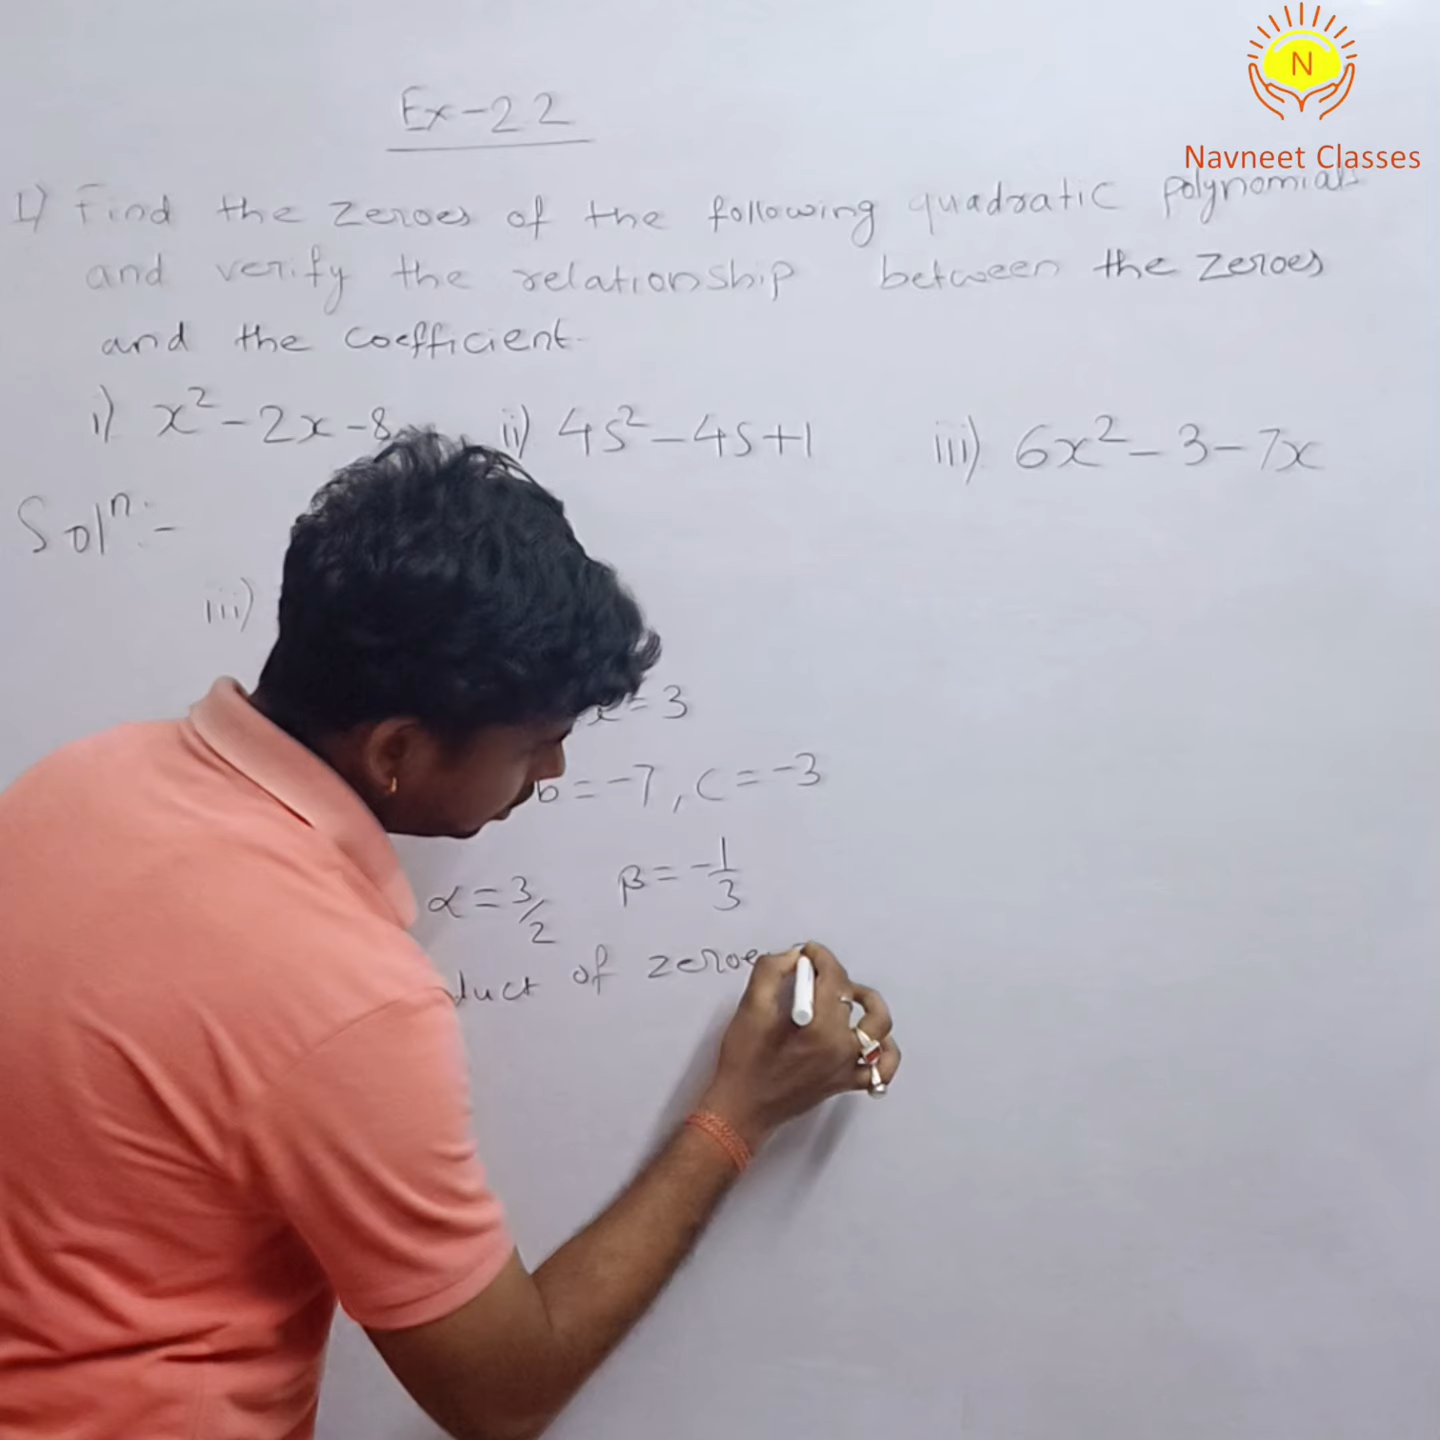 N
Navneet Classes
Ex-2.2
1) Find the zeroes of the following quadratic polynomials
and verify the relationship between the zeroes
and the coefficient.
i) x²-2x-8 ii) 4s²-4s+1 iii) 6x²-3-7x
Solⁿ:-
iii)
x=3
b=-7, c=-3
α=3/2 β=-1/3
duct of zeroe